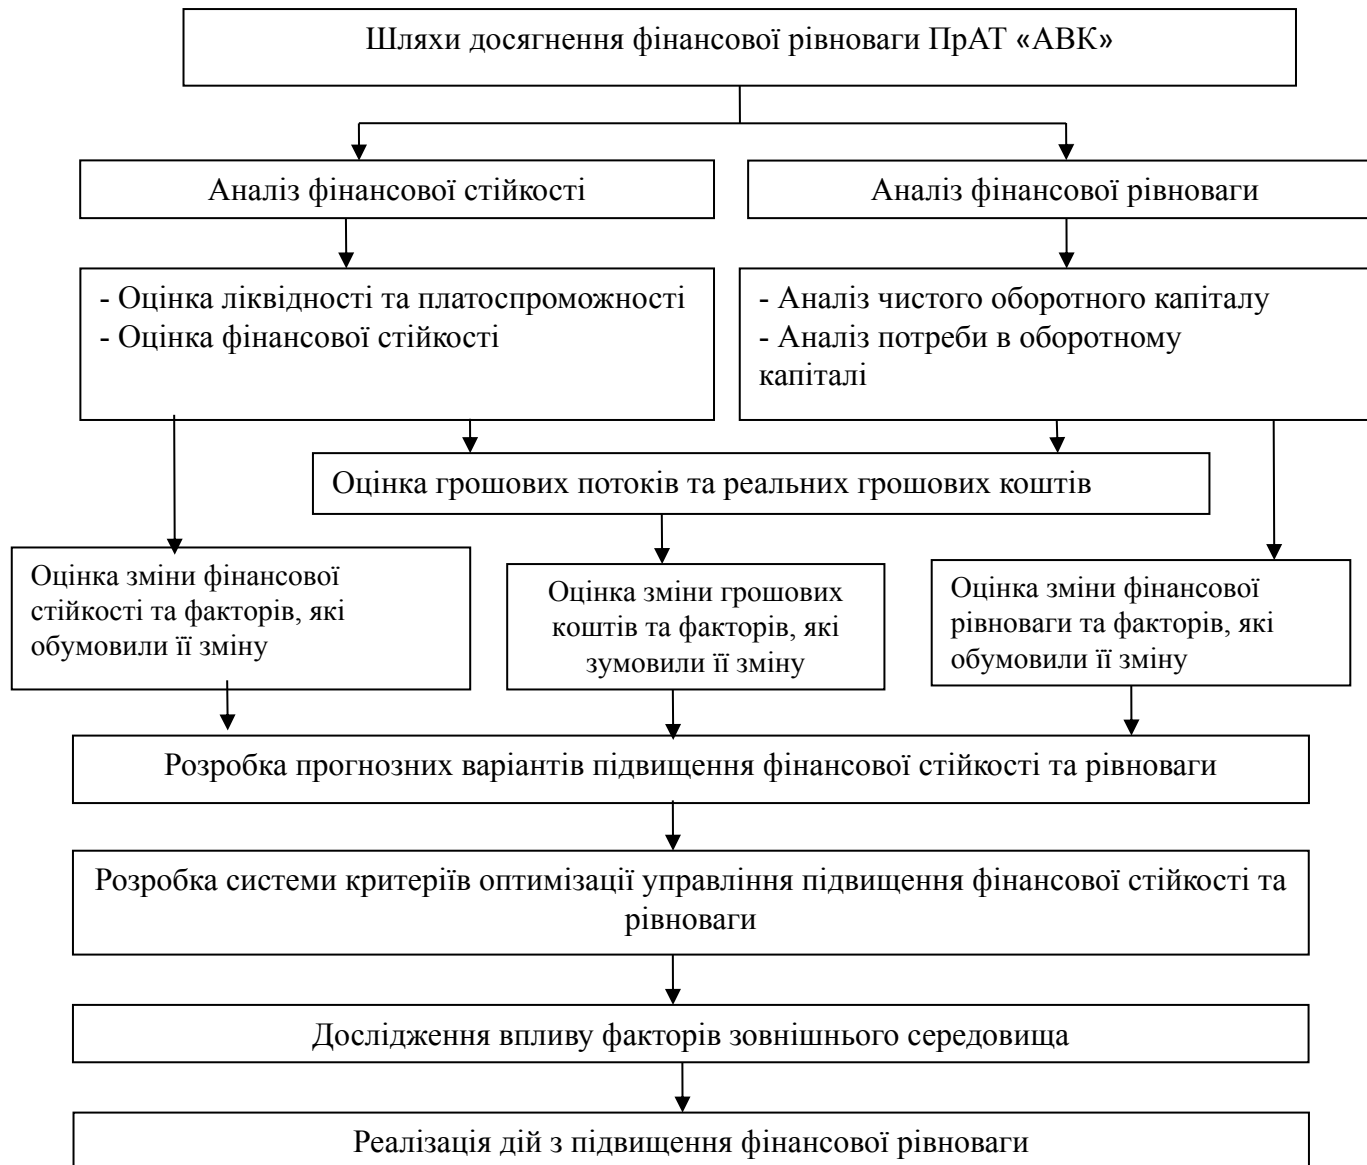 Шляхи досягнення фінансової рівноваги ПрАТ «АВК»
Аналіз фінансової стійкості
Аналіз фінансової рівноваги
- Оцінка ліквідності та платоспроможності
- Оцінка фінансової стійкості
- Аналіз чистого оборотного капіталу
- Аналіз потреби в оборотному
капіталі
Оцінка грошових потоків та реальних грошових коштів
Оцінка зміни фінансової
стійкості та факторів, які
обумовили її зміну
Оцінка зміни грошових
коштів та факторів, які
зумовили її зміну
Оцінка зміни фінансової
рівноваги та факторів, які
обумовили її зміну
Розробка прогнозних варіантів підвищення фінансової стійкості та рівноваги
Розробка системи критеріїв оптимізації управління підвищення фінансової стійкості та
рівноваги
Дослідження впливу факторів зовнішнього середовища
Реалізація дій з підвищення фінансової рівноваги